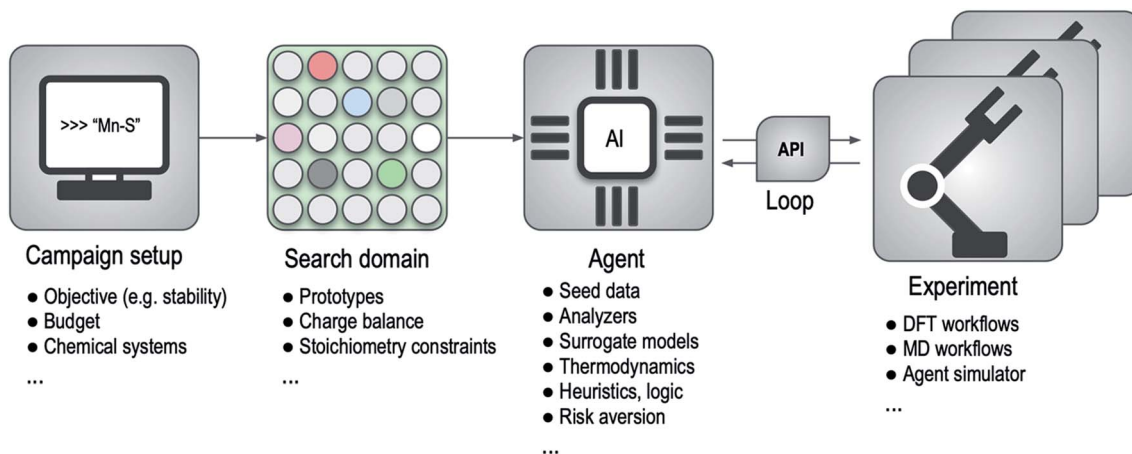 >>> “Mn-S”
AI
API
Loop
Campaign setup
● Objective (e.g. stability)
● Budget
● Chemical systems
...
Search domain
● Prototypes
● Charge balance
● Stoichiometry constraints
...
Agent
● Seed data
● Analyzers
● Surrogate models
● Thermodynamics
● Heuristics, logic
● Risk aversion
...
Experiment
● DFT workflows
● MD workflows
● Agent simulator
...